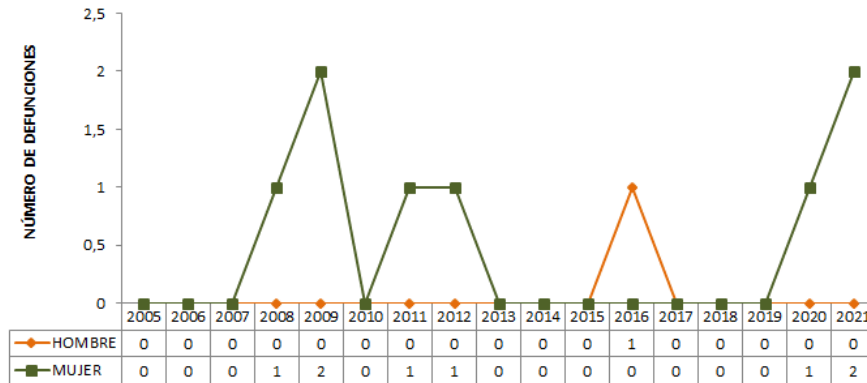 NÚMERO DE DEFUNCIONES
2,5
2
1,5
1
0,5
0
2005 2006 2007 2008 2009 2010 2011 2012 2013 2014 2015 2016 2017 2018 2019 2020 2021
HOMBRE 0 0 0 0 0 0 0 0 0 0 0 1 0 0 0 0 0
MUJER 0 0 0 1 2 0 1 1 0 0 0 0 0 0 0 1 2